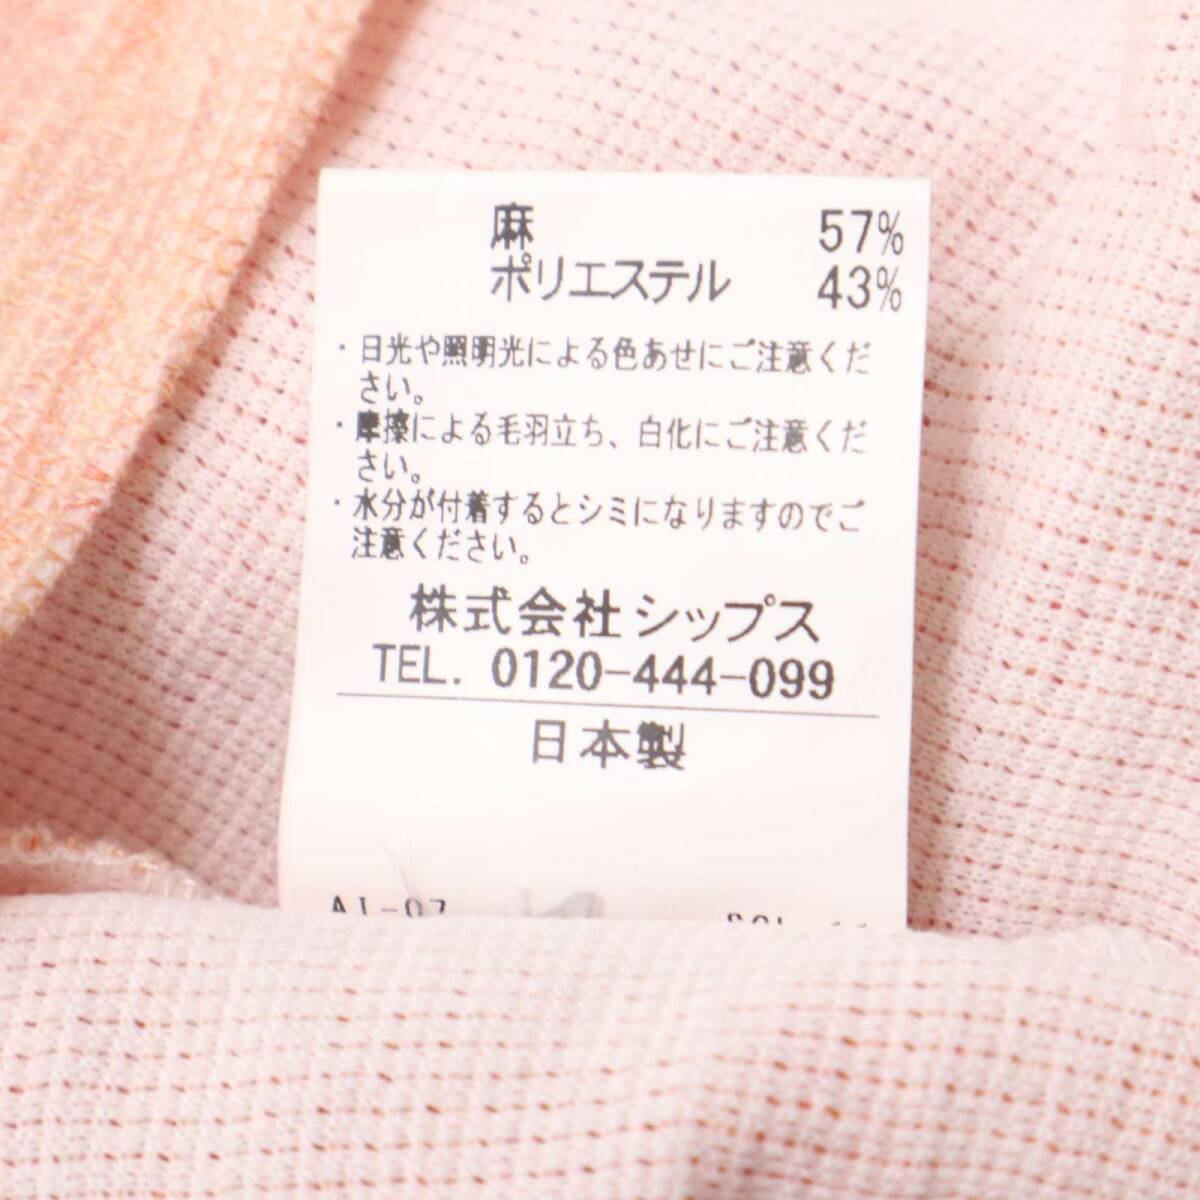 麻 57%
ポリエステル 43%
・日光や照明光による色あせにご注意くだ
さい。
・摩擦による毛羽立ち、白化にご注意くだ
さい。
・水分が付着するとシミになりますのでご
注意ください。
株式会社シップス
TEL. 0120-444-099
日本製